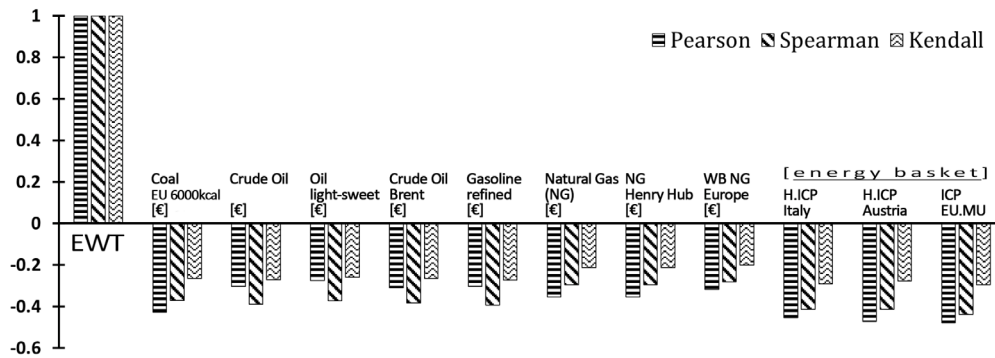 1
0.8
0.6
0.4
0.2
0
-0.2
-0.4
-0.6
Pearson Spearman Kendall
EWT
Coal
EU 6000kcal
[€]
Crude Oil
[€]
Oil
light-sweet
[€]
Crude Oil
Brent
[€]
Gasoline
refined
[€]
Natural Gas
(NG)
[€]
NG
Henry Hub
[€]
WB NG
Europe
[€]
[energy basket]
H.ICP
Italy
H.ICP
Austria
ICP
EU.MU